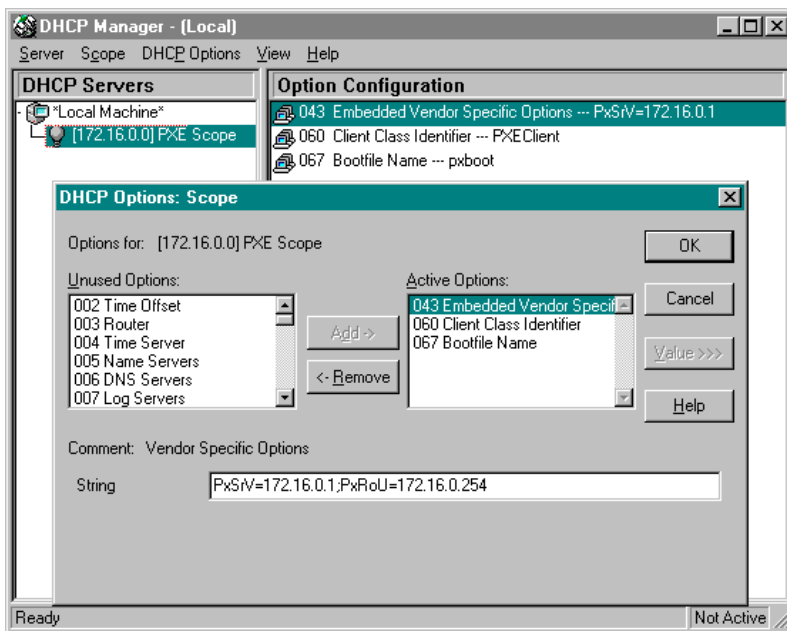 DHCP Manager - (Local)
Server Scope DHCP Options View Help
DHCP Servers
Option Configuration
*Local Machine*
[172.16.0.0] PXE Scope
043 Embedded Vendor Specific Options --- PxSrV=172.16.0.1
060 Client Class Identifier --- PXEClient
067 Bootfile Name --- pxboot
DHCP Options: Scope
Options for: [172.16.0.0] PXE Scope
OK
Unused Options:
Active Options:
002 Time Offset
003 Router
004 Time Server
005 Name Servers
006 DNS Servers
007 Log Servers
Add ->
<- Remove
043 Embedded Vendor Specif
060 Client Class Identifier
067 Bootfile Name
Cancel
Value >>>
Help
Comment: Vendor Specific Options
String
PxSrV=172.16.0.1;PxRoU=172.16.0.254
Ready
Not Active